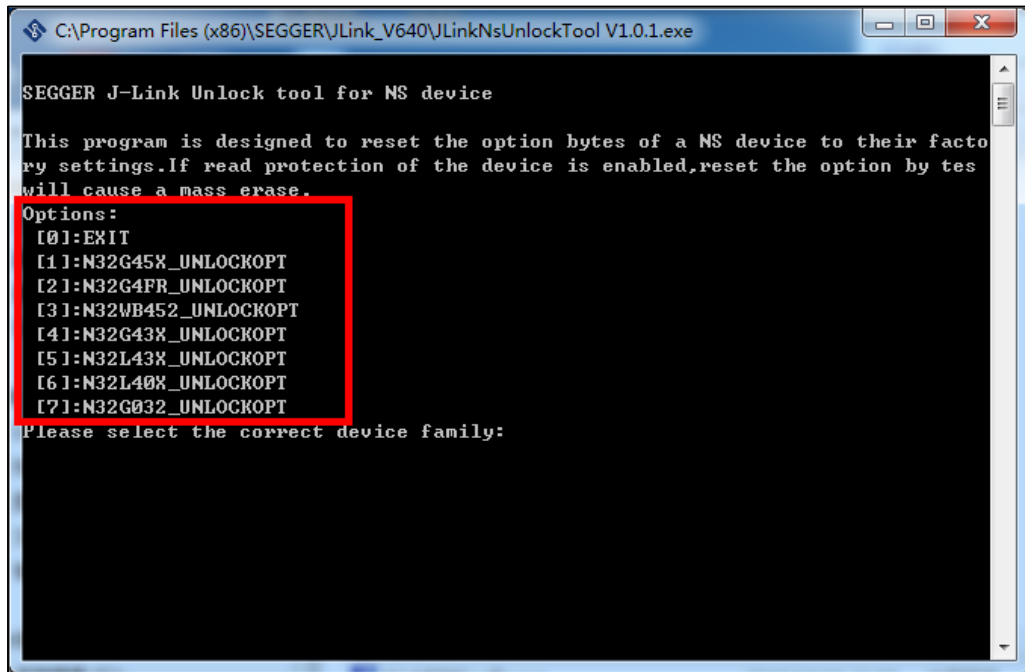 C:\Program Files (x86)\SEGGER\JLink_V640\JLinkNsUnlockTool V1.0.1.exe
SEGGER J-Link Unlock tool for NS device
This program is designed to reset the option bytes of a NS device to their facto
ry settings.If read protection of the device is enabled,reset the option by tes
will cause a mass erase.
Options:
[0]:EXIT
[1]:N32G45X_UNLOCKOPT
[2]:N32G4FR_UNLOCKOPT
[3]:N32WB452_UNLOCKOPT
[4]:N32G43X_UNLOCKOPT
[5]:N32L43X_UNLOCKOPT
[6]:N32L40X_UNLOCKOPT
[7]:N32G032_UNLOCKOPT
Please select the correct device family: